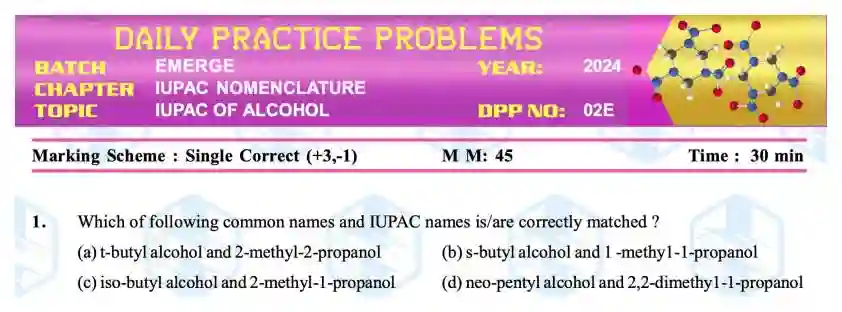 DAILY PRACTICE PROBLEMS
BATCH EMERGE YEAR: 2024
CHAPTER IUPAC NOMENCLATURE
TOPIC IUPAC OF ALCOHOL DPP NO: 02E
Marking Scheme : Single Correct (+3,-1) M M: 45 Time : 30 min
1. Which of following common names and IUPAC names is/are correctly matched ?
(a) t-butyl alcohol and 2-methyl-2-propanol (b) s-butyl alcohol and 1 -methy1-1-propanol
(c) iso-butyl alcohol and 2-methyl-1-propanol (d) neo-pentyl alcohol and 2,2-dimethy1-1-propanol